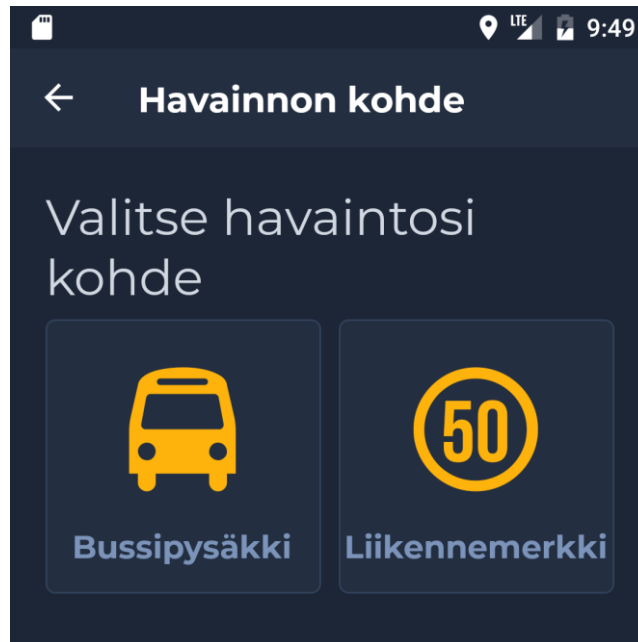 LTE 9:49
Havainnon kohde
Valitse havaintosi
kohde
50
Bussipysäkki Liikennemerkki